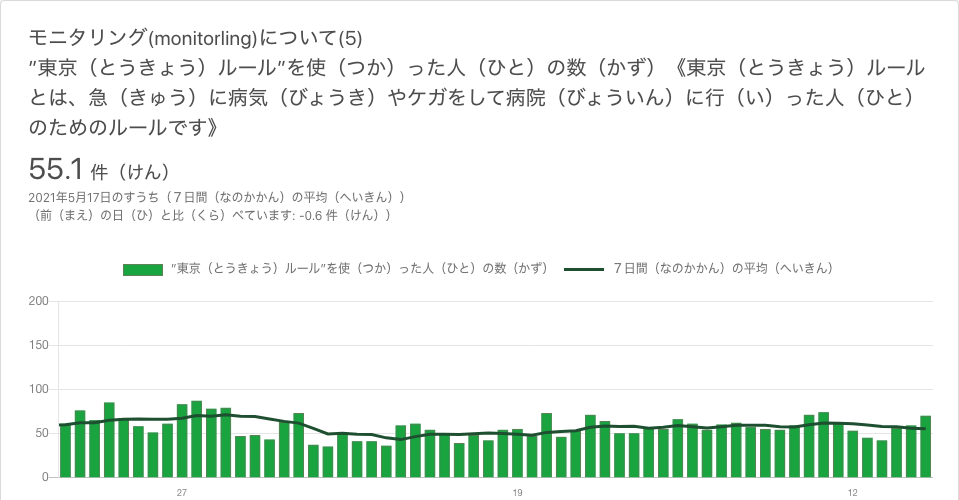 モニタリング(monitorling)について(5)
”東京（とうきょう）ルール”を使（つか）った人（ひと）の数（かず）《東京（とうきょう）ルール
とは、急（きゅう）に病気（びょうき）やケガをして病院（びょういん）に行（い）った人（ひと）
のためのルールです》
55.1 件（けん）
2021年5月17日のすうち（７日間（なのかかん）の平均（へいきん））
（前（まえ）の日（ひ）と比（くら）べています: -0.6 件（けん））
”東京（とうきょう）ルール”を使（つか）った人（ひと）の数（かず） ７日間（なのかかん）の平均（へいきん）
200
150
100
50
0
27 19 12